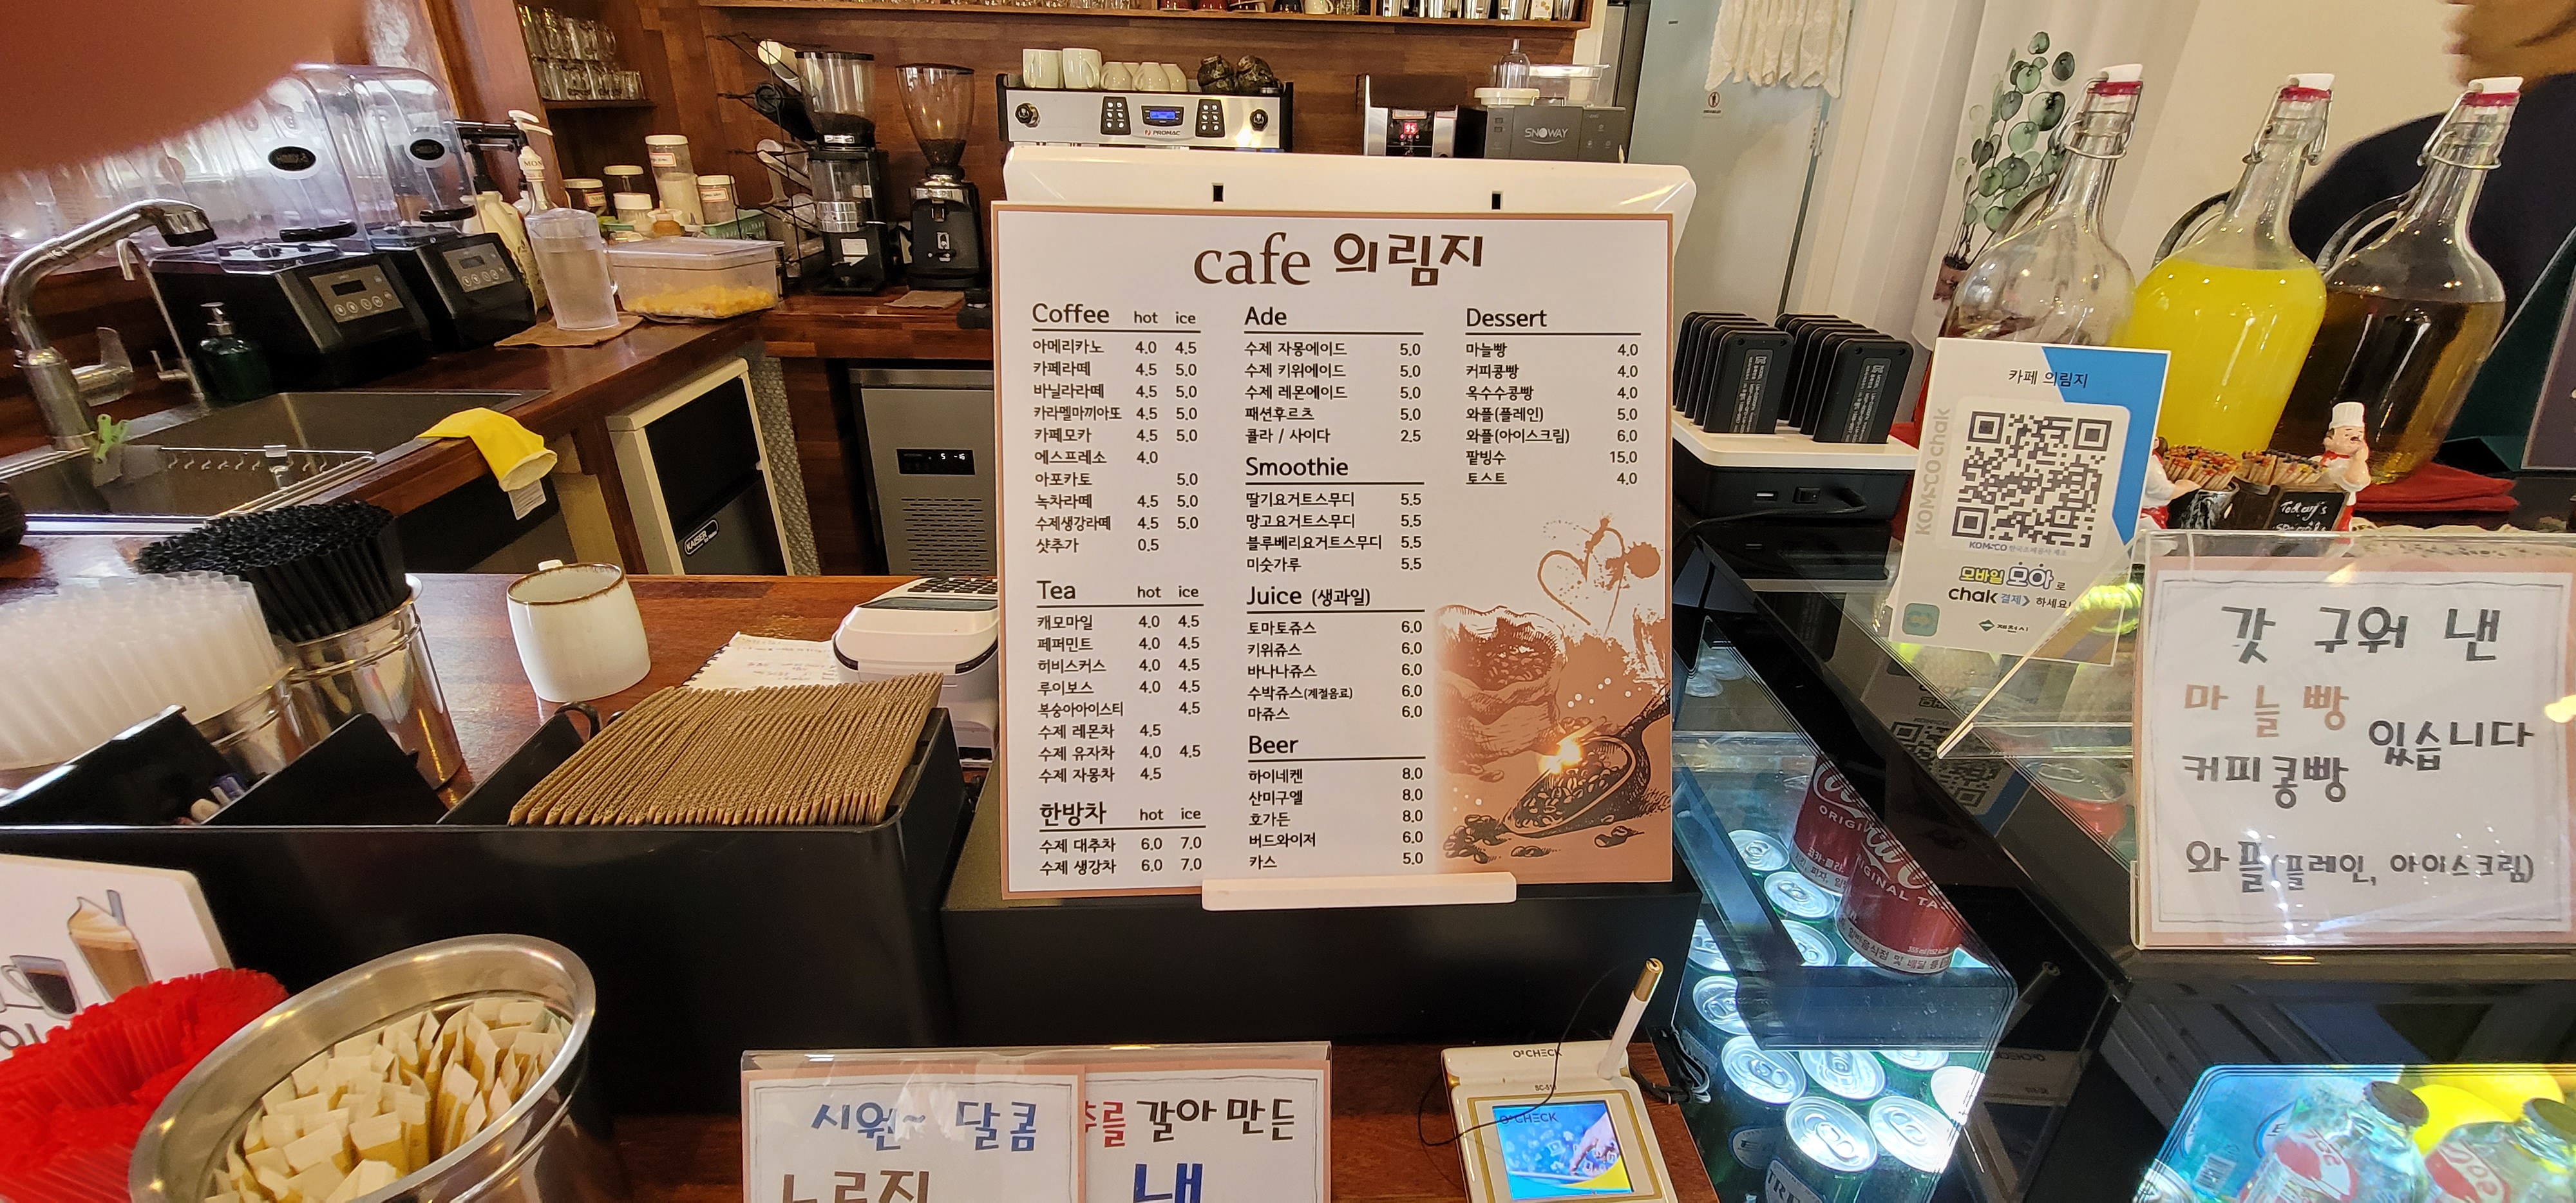 PROMAC
SNOWAY
KAISER
5 -16
cafe 의림지
Coffee hot ice
아메리카노 4.0 4.5
카페라떼 4.5 5.0
바닐라라떼 4.5 5.0
카라멜마끼아또 4.5 5.0
카페모카 4.5 5.0
에스프레소 4.0
아포카토 5.0
녹차라떼 4.5 5.0
수제생강라떼 4.5 5.0
샷추가 0.5
Tea hot ice
캐모마일 4.0 4.5
페퍼민트 4.0 4.5
히비스커스 4.0 4.5
루이보스 4.0 4.5
복숭아아이스티 4.5
수제 레몬차 4.5
수제 유자차 4.0 4.5
수제 자몽차 4.5
한방차 hot ice
수제 대추차 6.0 7.0
수제 생강차 6.0 7.0
Ade
수제 자몽에이드 5.0
수제 키위에이드 5.0
수제 레몬에이드 5.0
패션후르츠 5.0
콜라 / 사이다 2.5
Smoothie
딸기요거트스무디 5.5
망고요거트스무디 5.5
블루베리요거트스무디 5.5
미숫가루 5.5
Juice (생과일)
토마토쥬스 6.0
키위쥬스 6.0
바나나쥬스 6.0
수박쥬스(계절음료) 6.0
마쥬스 6.0
Beer
하이네켄 8.0
산미구엘 8.0
호가든 8.0
버드와이저 6.0
카스 5.0
Dessert
마늘빵 4.0
커피콩빵 4.0
옥수수콩빵 4.0
와플(플레인) 5.0
와플(아이스크림) 6.0
팥빙수 15.0
토스트 4.0
카페 의림지
KOMSCO chak
KOMSCO 한국조폐공사 제공
모바일 모아로
chak 결제 하세요!
제천시
Today's
갓 구워 낸
마늘빵
커피콩빵 있습니다
와플(플레인, 아이스크림)
ORIGINAL TA
시원~ 달콤
를 갈아 만든
O²CHECK
O²CHECK